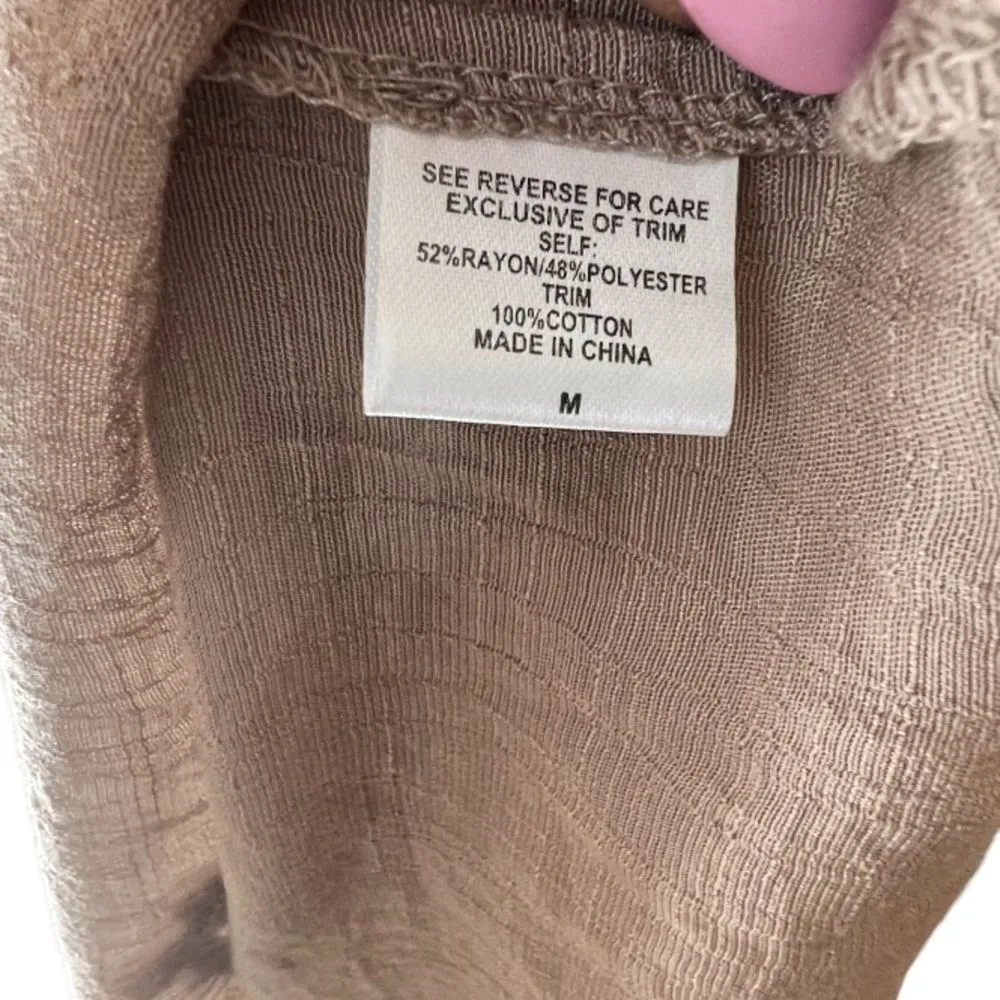 SEE REVERSE FOR CARE
EXCLUSIVE OF TRIM
SELF:
52%RAYON/48%POLYESTER
TRIM
100%COTTON
MADE IN CHINA
M